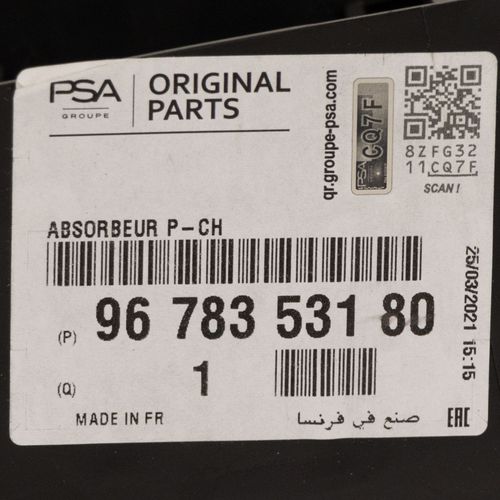 PSA
GROUPE
ORIGINAL
PARTS
qr.groupe-psa.com
PSA CQ7F
8ZFG32
11CQ7F
SCAN!
ABSORBEUR P-CH
(P) 96 783 531 80
(Q) 1
25/03/2021 15:15
MADE IN FR
صنع في فرنسا
EAC